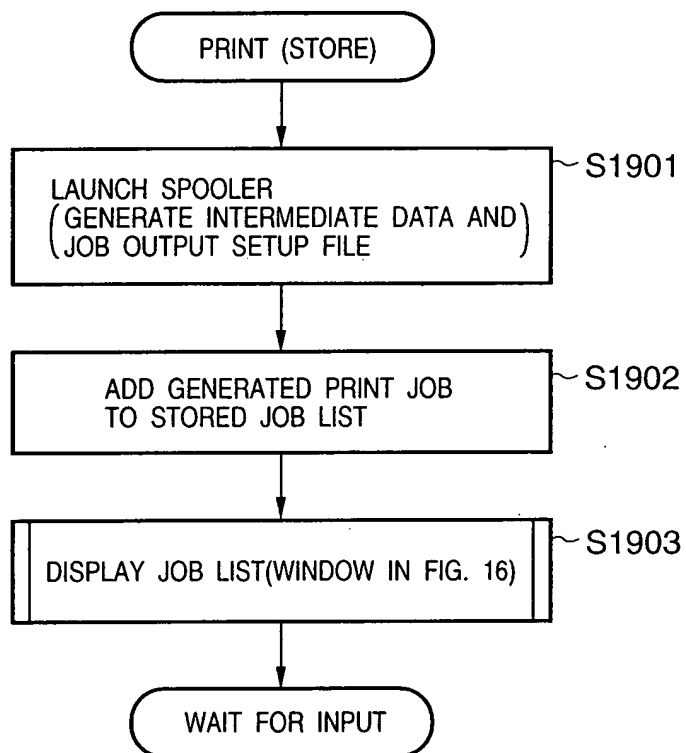 PRINT (STORE)
S1901
LAUNCH SPOOLER
(GENERATE INTERMEDIATE DATA AND
JOB OUTPUT SETUP FILE)
S1902
ADD GENERATED PRINT JOB
TO STORED JOB LIST
S1903
DISPLAY JOB LIST(WINDOW IN FIG. 16)
WAIT FOR INPUT